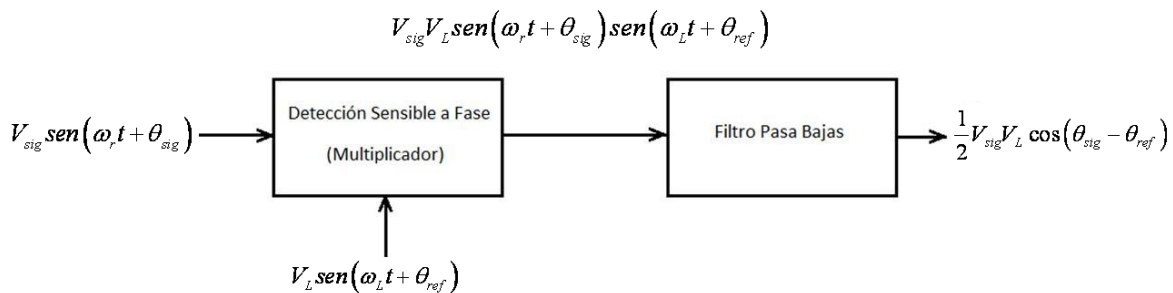 V_sig V_L sen(ω_r t + θ_sig) sen(ω_L t + θ_ref)
V_sig sen(ω_r t + θ_sig)
Detección Sensible a Fase
(Multiplicador)
Filtro Pasa Bajas
1/2 V_sig V_L cos(θ_sig − θ_ref)
V_L sen(ω_L t + θ_ref)